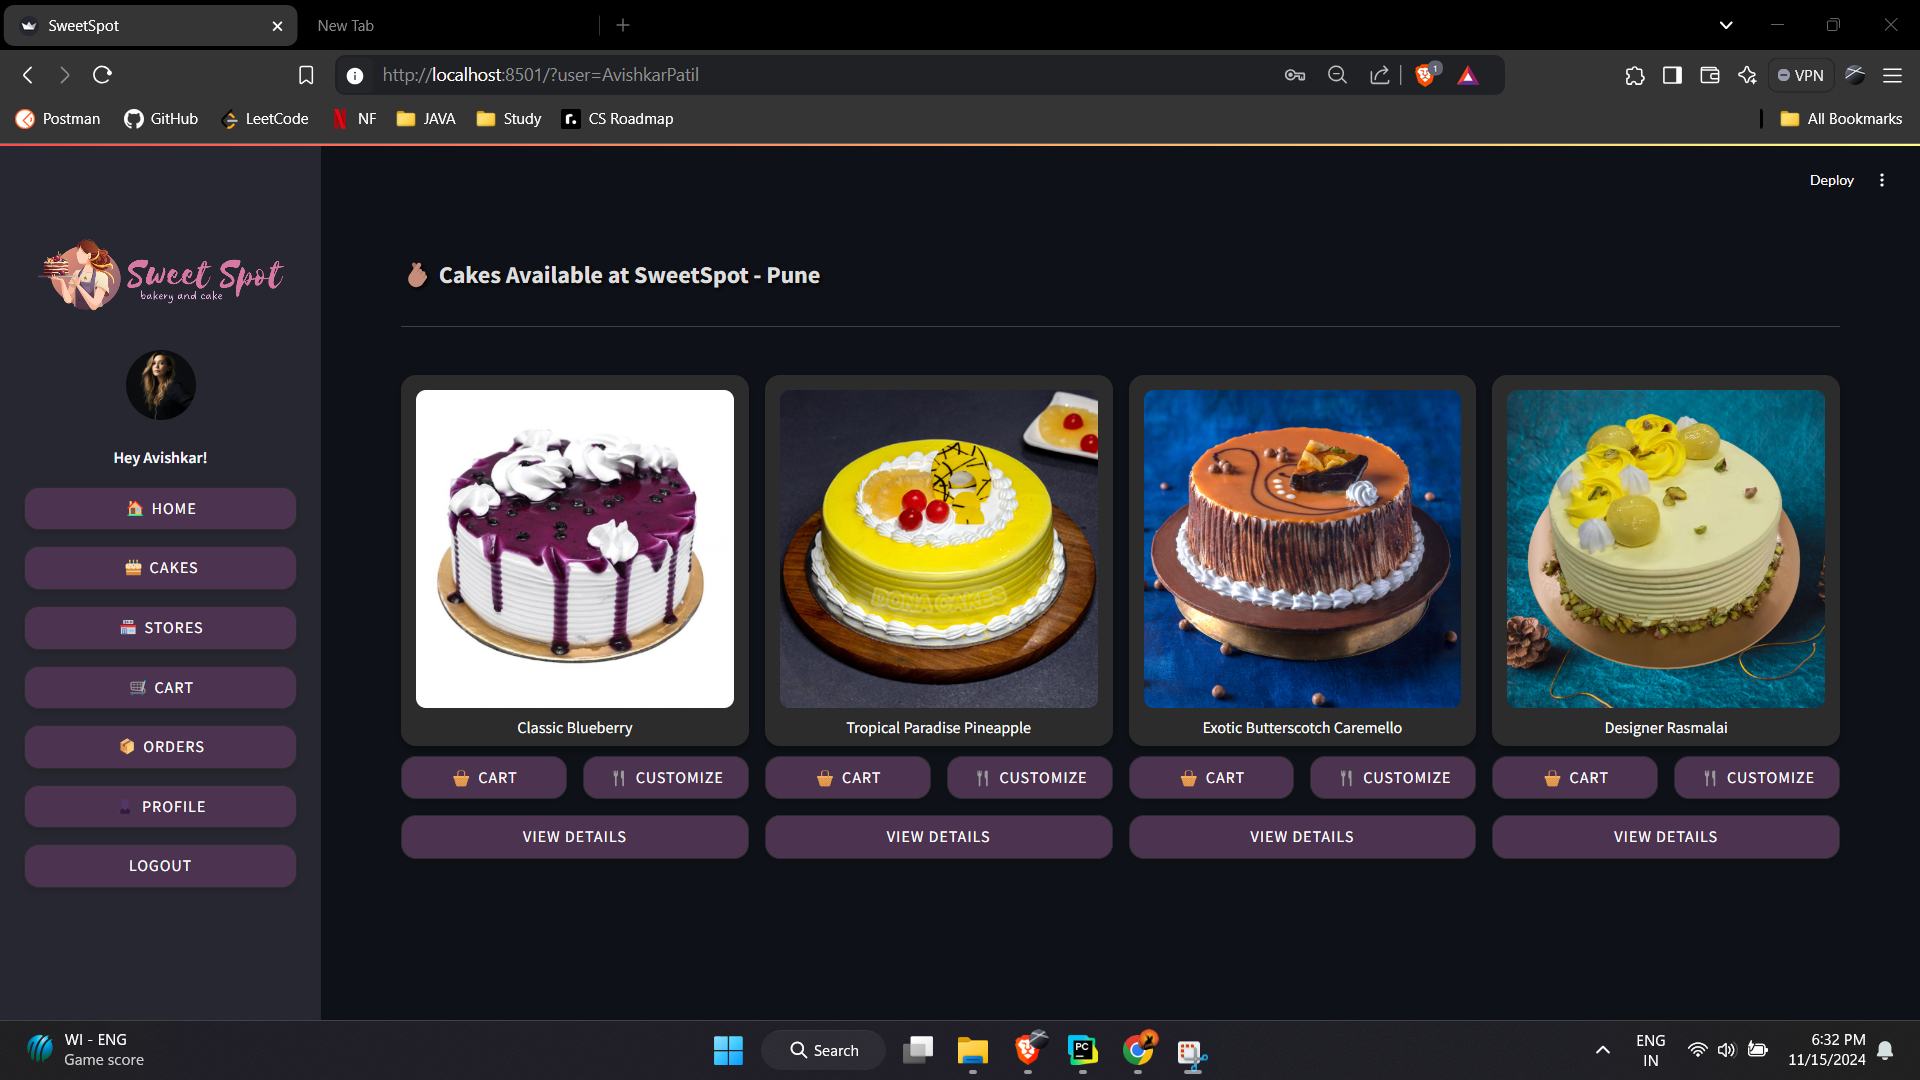 SweetSpot
New Tab
http://localhost:8501/?user=AvishkarPatil
1
VPN
Postman
GitHub
LeetCode
NF
JAVA
Study
CS Roadmap
All Bookmarks
Deploy
Sweet Spot
bakery and cake
Hey Avishkar!
HOME
CAKES
STORES
CART
ORDERS
PROFILE
LOGOUT
Cakes Available at SweetSpot - Pune
DONA CAKES
Classic Blueberry
Tropical Paradise Pineapple
Exotic Butterscotch Caremello
Designer Rasmalai
CART
CUSTOMIZE
CART
CUSTOMIZE
CART
CUSTOMIZE
CART
CUSTOMIZE
VIEW DETAILS
VIEW DETAILS
VIEW DETAILS
VIEW DETAILS
WI - ENG
Game score
Search
PC
ENG
IN
6:32 PM
11/15/2024